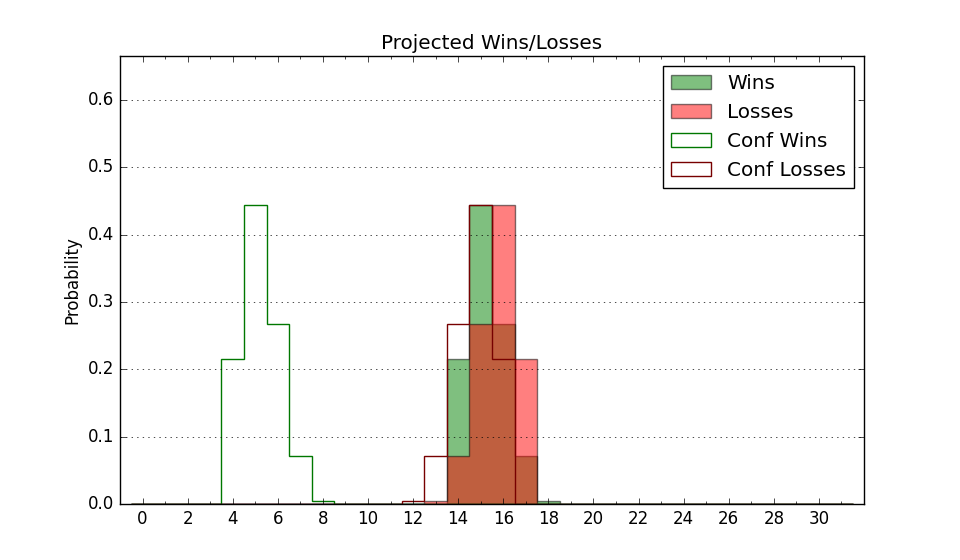 Projected Wins/Losses
Wins
Losses
Conf Wins
Conf Losses
Probability
0.6
0.5
0.4
0.3
0.2
0.1
0.0
0 2 4 6 8 10 12 14 16 18 20 22 24 26 28 30